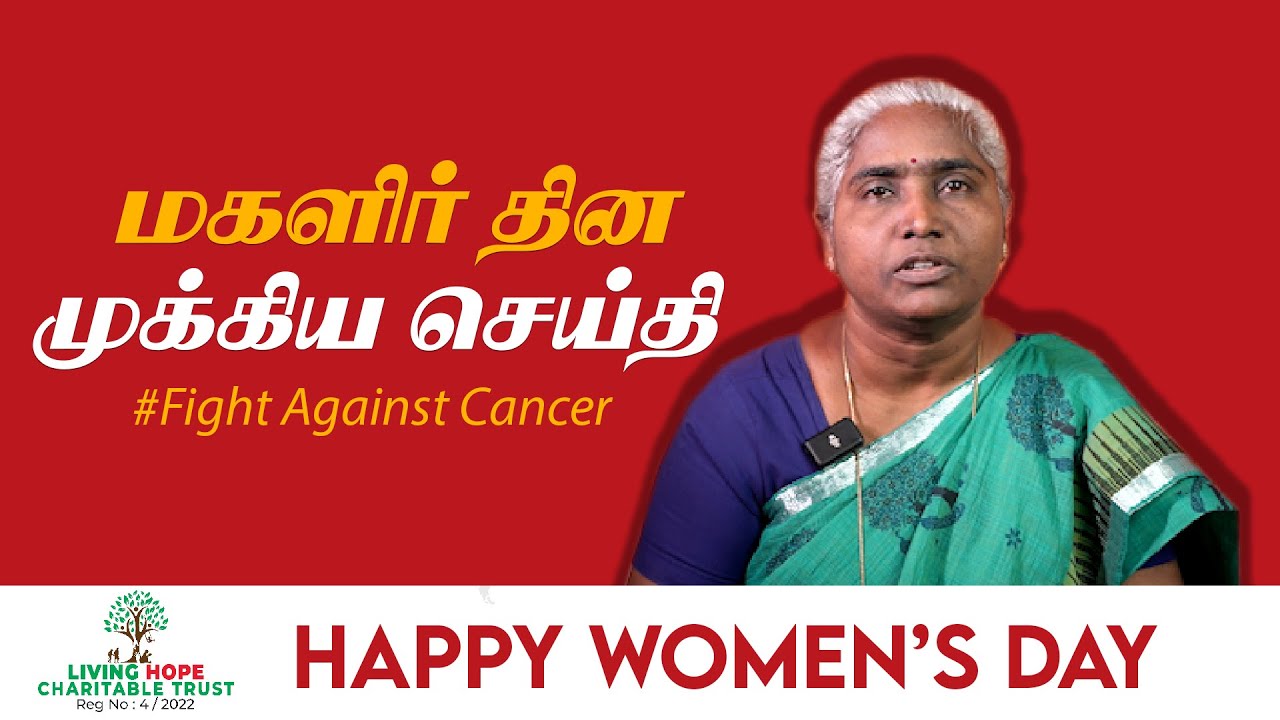 மகளிர் தின
முக்கிய செய்தி
#Fight Against Cancer
LIVING HOPE
CHARITABLE TRUST
Reg No : 4 / 2022
HAPPY WOMEN’S DAY